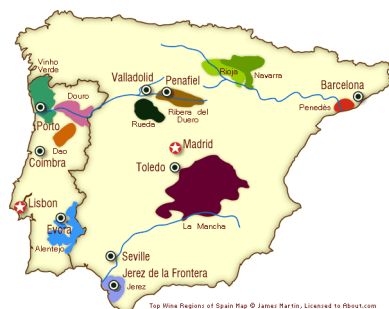 Vinho
Verde
Douro
Porto
Dao
Coimbra
Lisbon
Evora
Alentejo
Valladolid
Penafiel
Rueda
Ribera del
Duero
Rioja
Navarra
Barcelona
Penedés
Madrid
Toledo
La Mancha
Seville
Jerez de la Frontera
Jerez
Top Wine Regions of Spain Map © James Martin, Licensed to About.com